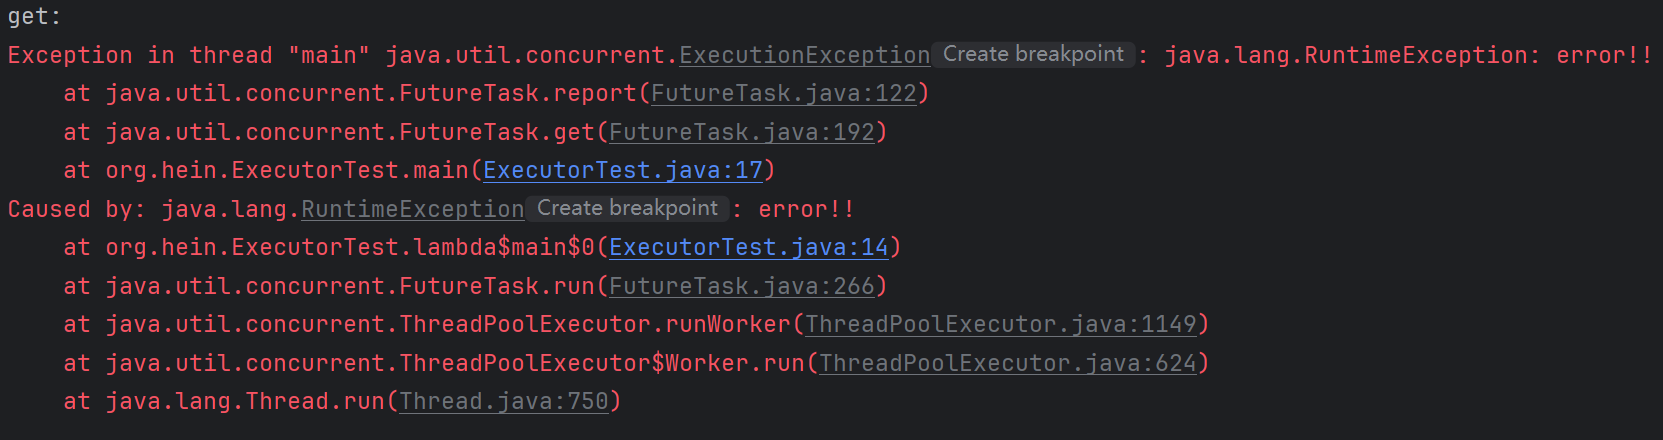 get:
Exception in thread "main" java.util.concurrent.ExecutionException Create breakpoint : java.lang.RuntimeException: error!!
    at java.util.concurrent.FutureTask.report(FutureTask.java:122)
    at java.util.concurrent.FutureTask.get(FutureTask.java:192)
    at org.hein.ExecutorTest.main(ExecutorTest.java:17)
Caused by: java.lang.RuntimeException Create breakpoint : error!!
    at org.hein.ExecutorTest.lambda$main$0(ExecutorTest.java:14)
    at java.util.concurrent.FutureTask.run(FutureTask.java:266)
    at java.util.concurrent.ThreadPoolExecutor.runWorker(ThreadPoolExecutor.java:1149)
    at java.util.concurrent.ThreadPoolExecutor$Worker.run(ThreadPoolExecutor.java:624)
    at java.lang.Thread.run(Thread.java:750)